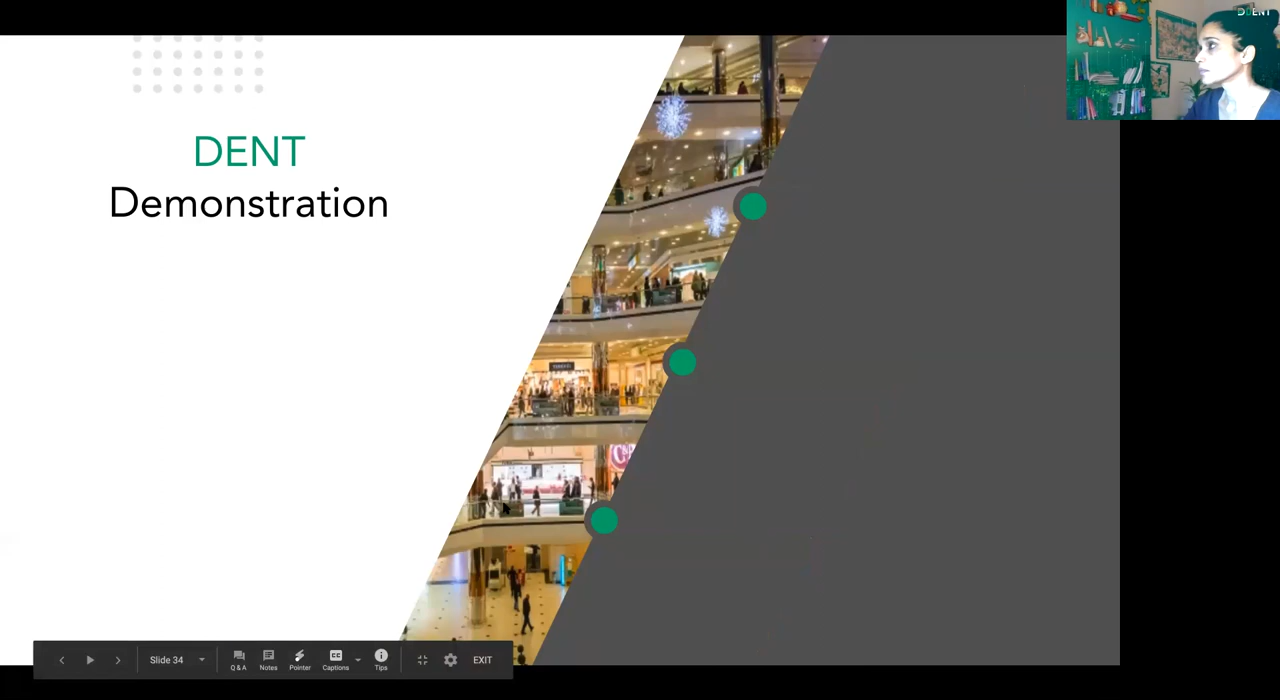 DENT
Demonstration
Slide 34
Q & A
Notes
Pointer
Captions
Tips
EXIT